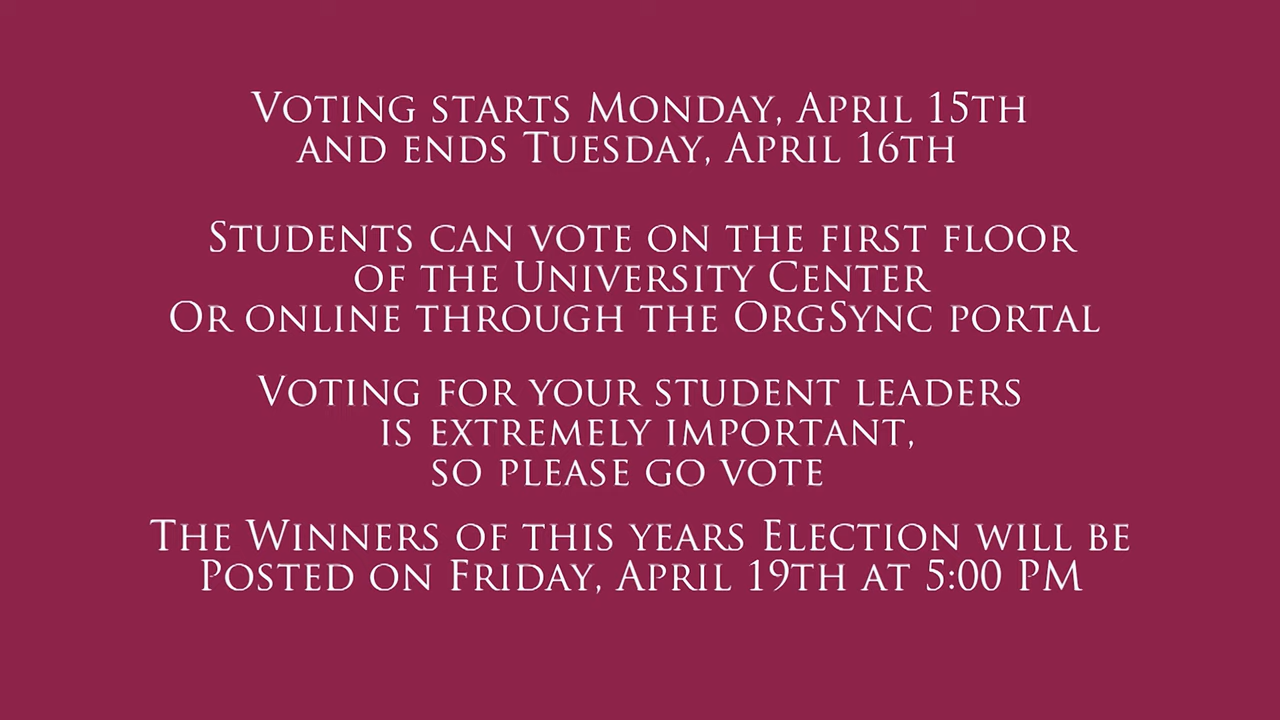 Voting starts Monday, April 15th
and ends Tuesday, April 16th
Students can vote on the first floor
of the University Center
Or online through the OrgSync portal
Voting for your student leaders
is extremely important,
so please go vote
The Winners of this years Election will be
Posted on Friday, April 19th at 5:00 PM